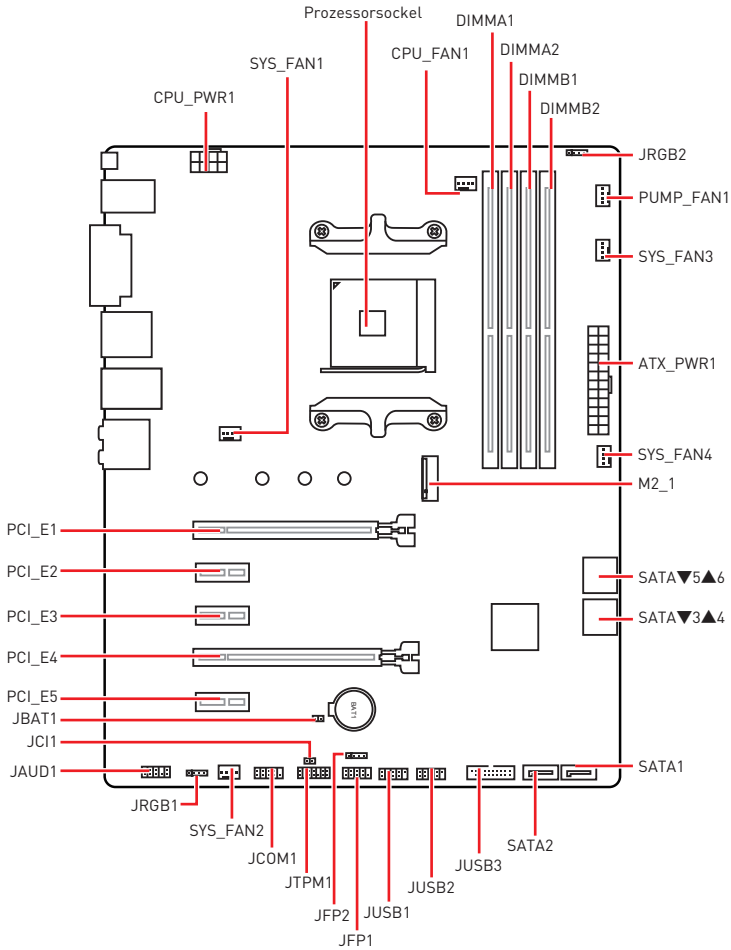 Prozessorsockel
DIMMA1
DIMMA2
CPU_FAN1
SYS_FAN1
DIMMB1
CPU_PWR1
DIMMB2
JRGB2
PUMP_FAN1
SYS_FAN3
ATX_PWR1
SYS_FAN4
M2_1
PCI_E1
PCI_E2
SATA▼5▲6
PCI_E3
SATA▼3▲4
PCI_E4
PCI_E5
BAT1
JBAT1
JCI1
JAUD1
SATA1
JRGB1
SYS_FAN2
SATA2
JCOM1
JUSB3
JTPM1
JUSB2
JFP2
JUSB1
JFP1